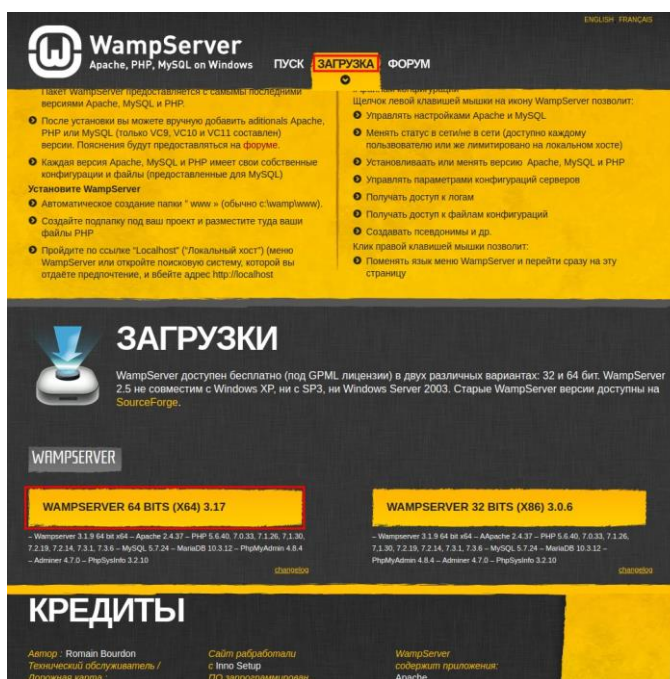 ENGLISH FRANÇAIS
WampServer
Apache, PHP, MySQL on Windows
ПУСК ЗАГРУЗКА ФОРУМ
Пакет WampServer предоставляется с самымы последними
версиями Apache, MySQL и PHP.
После установки вы можете вручную добавить aditionals Apache,
PHP или MySQL (только VC9, VC10 и VC11 составлен)
версии. Пояснения будут предоставляться на форуме.
Каждая версия Apache, MySQL и PHP имеет свои собственные
конфигурации и файлы (предоставленные для MySQL)
Установите WampServer
Автоматическое создание папки " www » (обычно c:\wamp\www).
Создайте подпапку под ваш проект и разместите туда ваши
файлы PHP
Пройдите по ссылке "Localhost" ("Локальный хост") (меню
WampServer или откройте поисковую систему, которой вы
отдаёте предпочтение, и вбейте адрес http://localhost
Щелчок левой клавишей мышки на икону WampServer позволит:
Управлять настройками Apache и MySQL
Менять статус в сети/не в сети (доступно каждому
пользвователю или же лимитировано на локальном хосте)
Устанавливаать или менять версию Apache, MySQL и PHP
Управлять параметрами конфигураций серверов
Получать доступ к логам
Получать доступ к файлам конфигураций
Создавать псевдонимы и др.
Клик правой клавишей мышки позволит:
Поменять язык меню WampServer и перейти сразу на эту
страницу
ЗАГРУЗКИ
WampServer доступен бесплатно (под GPML лицензии) в двух различных вариантах: 32 и 64 бит. WampServer
2.5 не совместим с Windows XP, ни с SP3, ни Windows Server 2003. Старые WampServer версии доступны на
SourceForge.
WAMPSERVER
WAMPSERVER 64 BITS (X64) 3.17
– Wampserver 3.1.9 64 bit x64 – Apache 2.4.37 – PHP 5.6.40, 7.0.33, 7.1.26, 7,1.30,
7.2.19, 7.2.14, 7.3.1, 7.3.6 – MySQL 5.7.24 – MariaDB 10.3.12 – PhpMyAdmin 4.8.4
– Adminer 4.7.0 – PhpSysInfo 3.2.10
changelog
WAMPSERVER 32 BITS (X86) 3.0.6
– Wampserver 3.1.9 64 bit x64 – AApache 2.4.37 – PHP 5.6.40, 7.0.33, 7.1.26,
7,1.30, 7.2.19, 7.2.14, 7.3.1, 7.3.6 – MySQL 5.7.24 – MariaDB 10.3.12 –
PhpMyAdmin 4.8.4 – Adminer 4.7.0 – PhpSysInfo 3.2.10
changelog
КРЕДИТЫ
Автор : Romain Bourdon
Технический обслуживатель /
Дорожная карта :
Сайт рабработали
с Inno Setup
ПО запрограммирован
WampServer
содержит приложения:
Apache